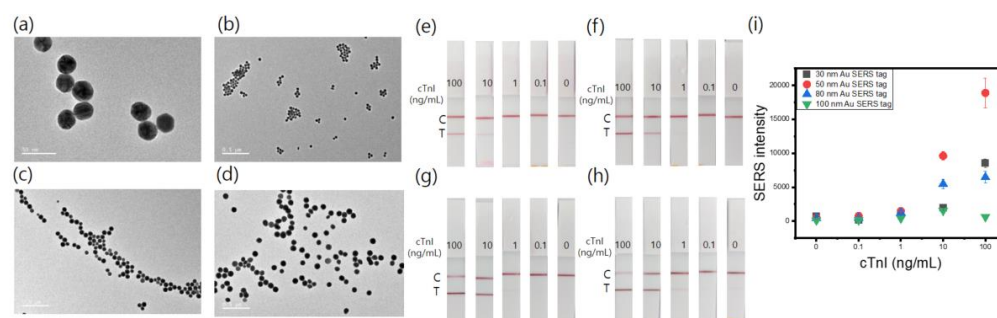 (a)
50 nm
(b)
0.5 μm
(c)
(d)
(e)
cTnI
(ng/mL)
100 10 1 0.1 0
C
T
(f)
cTnI
(ng/mL)
100 10 1 0.1 0
C
T
(g)
cTnI
(ng/mL)
100 10 1 0.1 0
C
T
(h)
cTnI
(ng/mL)
100 10 1 0.1 0
C
T
(i)
30 nm Au SERS tag
50 nm Au SERS tag
80 nm Au SERS tag
100 nm Au SERS tag
SERS intensity
20000
15000
10000
5000
0
0 0.1 1 10 100
cTnI (ng/mL)